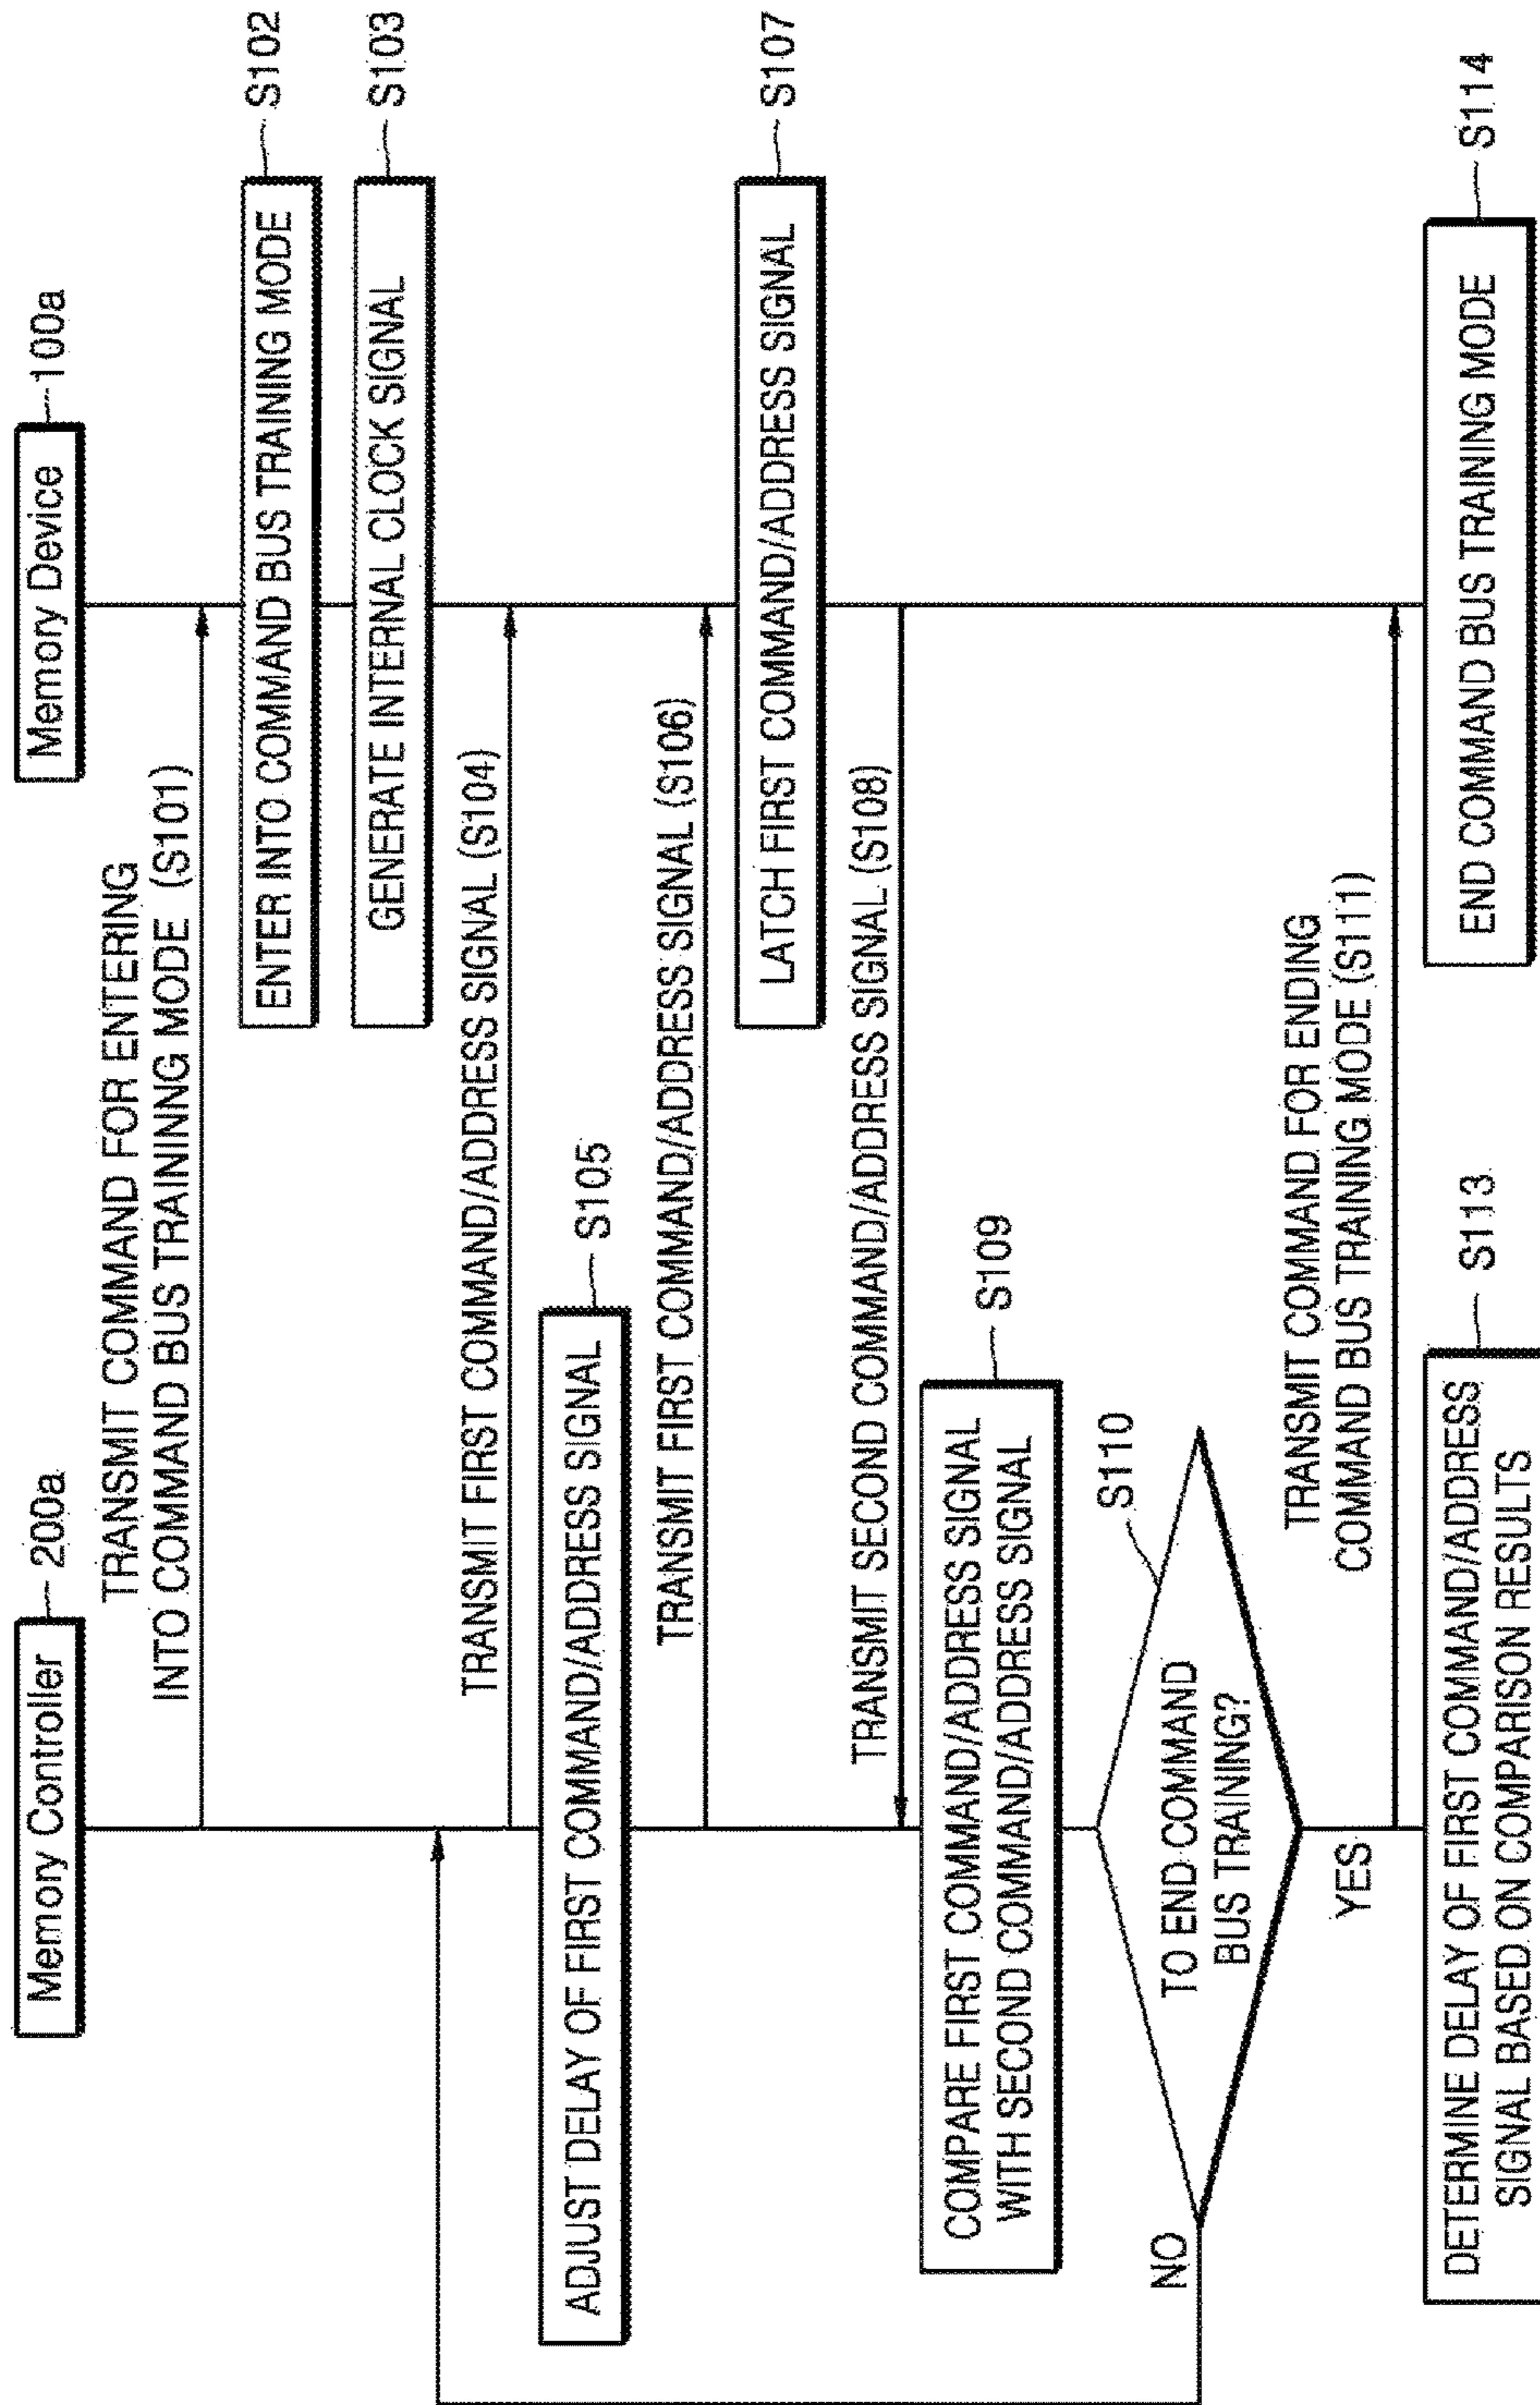 Memory Controller
200a
Memory Device
100a
TRANSMIT COMMAND FOR ENTERING
INTO COMMAND BUS TRAINING MODE (S101)
ENTER INTO COMMAND BUS TRAINING MODE
S102
GENERATE INTERNAL CLOCK SIGNAL
S103
TRANSMIT FIRST COMMAND/ADDRESS SIGNAL (S104)
ADJUST DELAY OF FIRST COMMAND/ADDRESS SIGNAL
S105
TRANSMIT FIRST COMMAND/ADDRESS SIGNAL (S106)
LATCH FIRST COMMAND/ADDRESS SIGNAL
S107
TRANSMIT SECOND COMMAND/ADDRESS SIGNAL (S108)
COMPARE FIRST COMMAND/ADDRESS SIGNAL
WITH SECOND COMMAND/ADDRESS SIGNAL
S109
TO END COMMAND
BUS TRAINING?
S110
NO
YES
TRANSMIT COMMAND FOR ENDING
COMMAND BUS TRAINING MODE (S111)
DETERMINE DELAY OF FIRST COMMAND/ADDRESS
SIGNAL BASED ON COMPARISON RESULTS
S113
END COMMAND BUS TRAINING MODE
S114